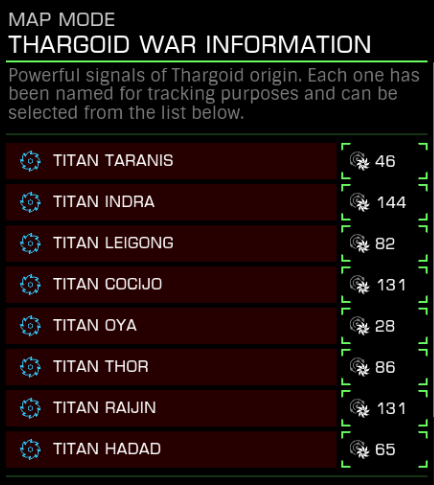 MAP MODE
THARGOID WAR INFORMATION
Powerful signals of Thargoid origin. Each one has
been named for tracking purposes and can be
selected from the list below.
TITAN TARANIS 46
TITAN INDRA 144
TITAN LEIGONG 82
TITAN COCIJO 131
TITAN OYA 28
TITAN THOR 86
TITAN RAIJIN 131
TITAN HADAD 65